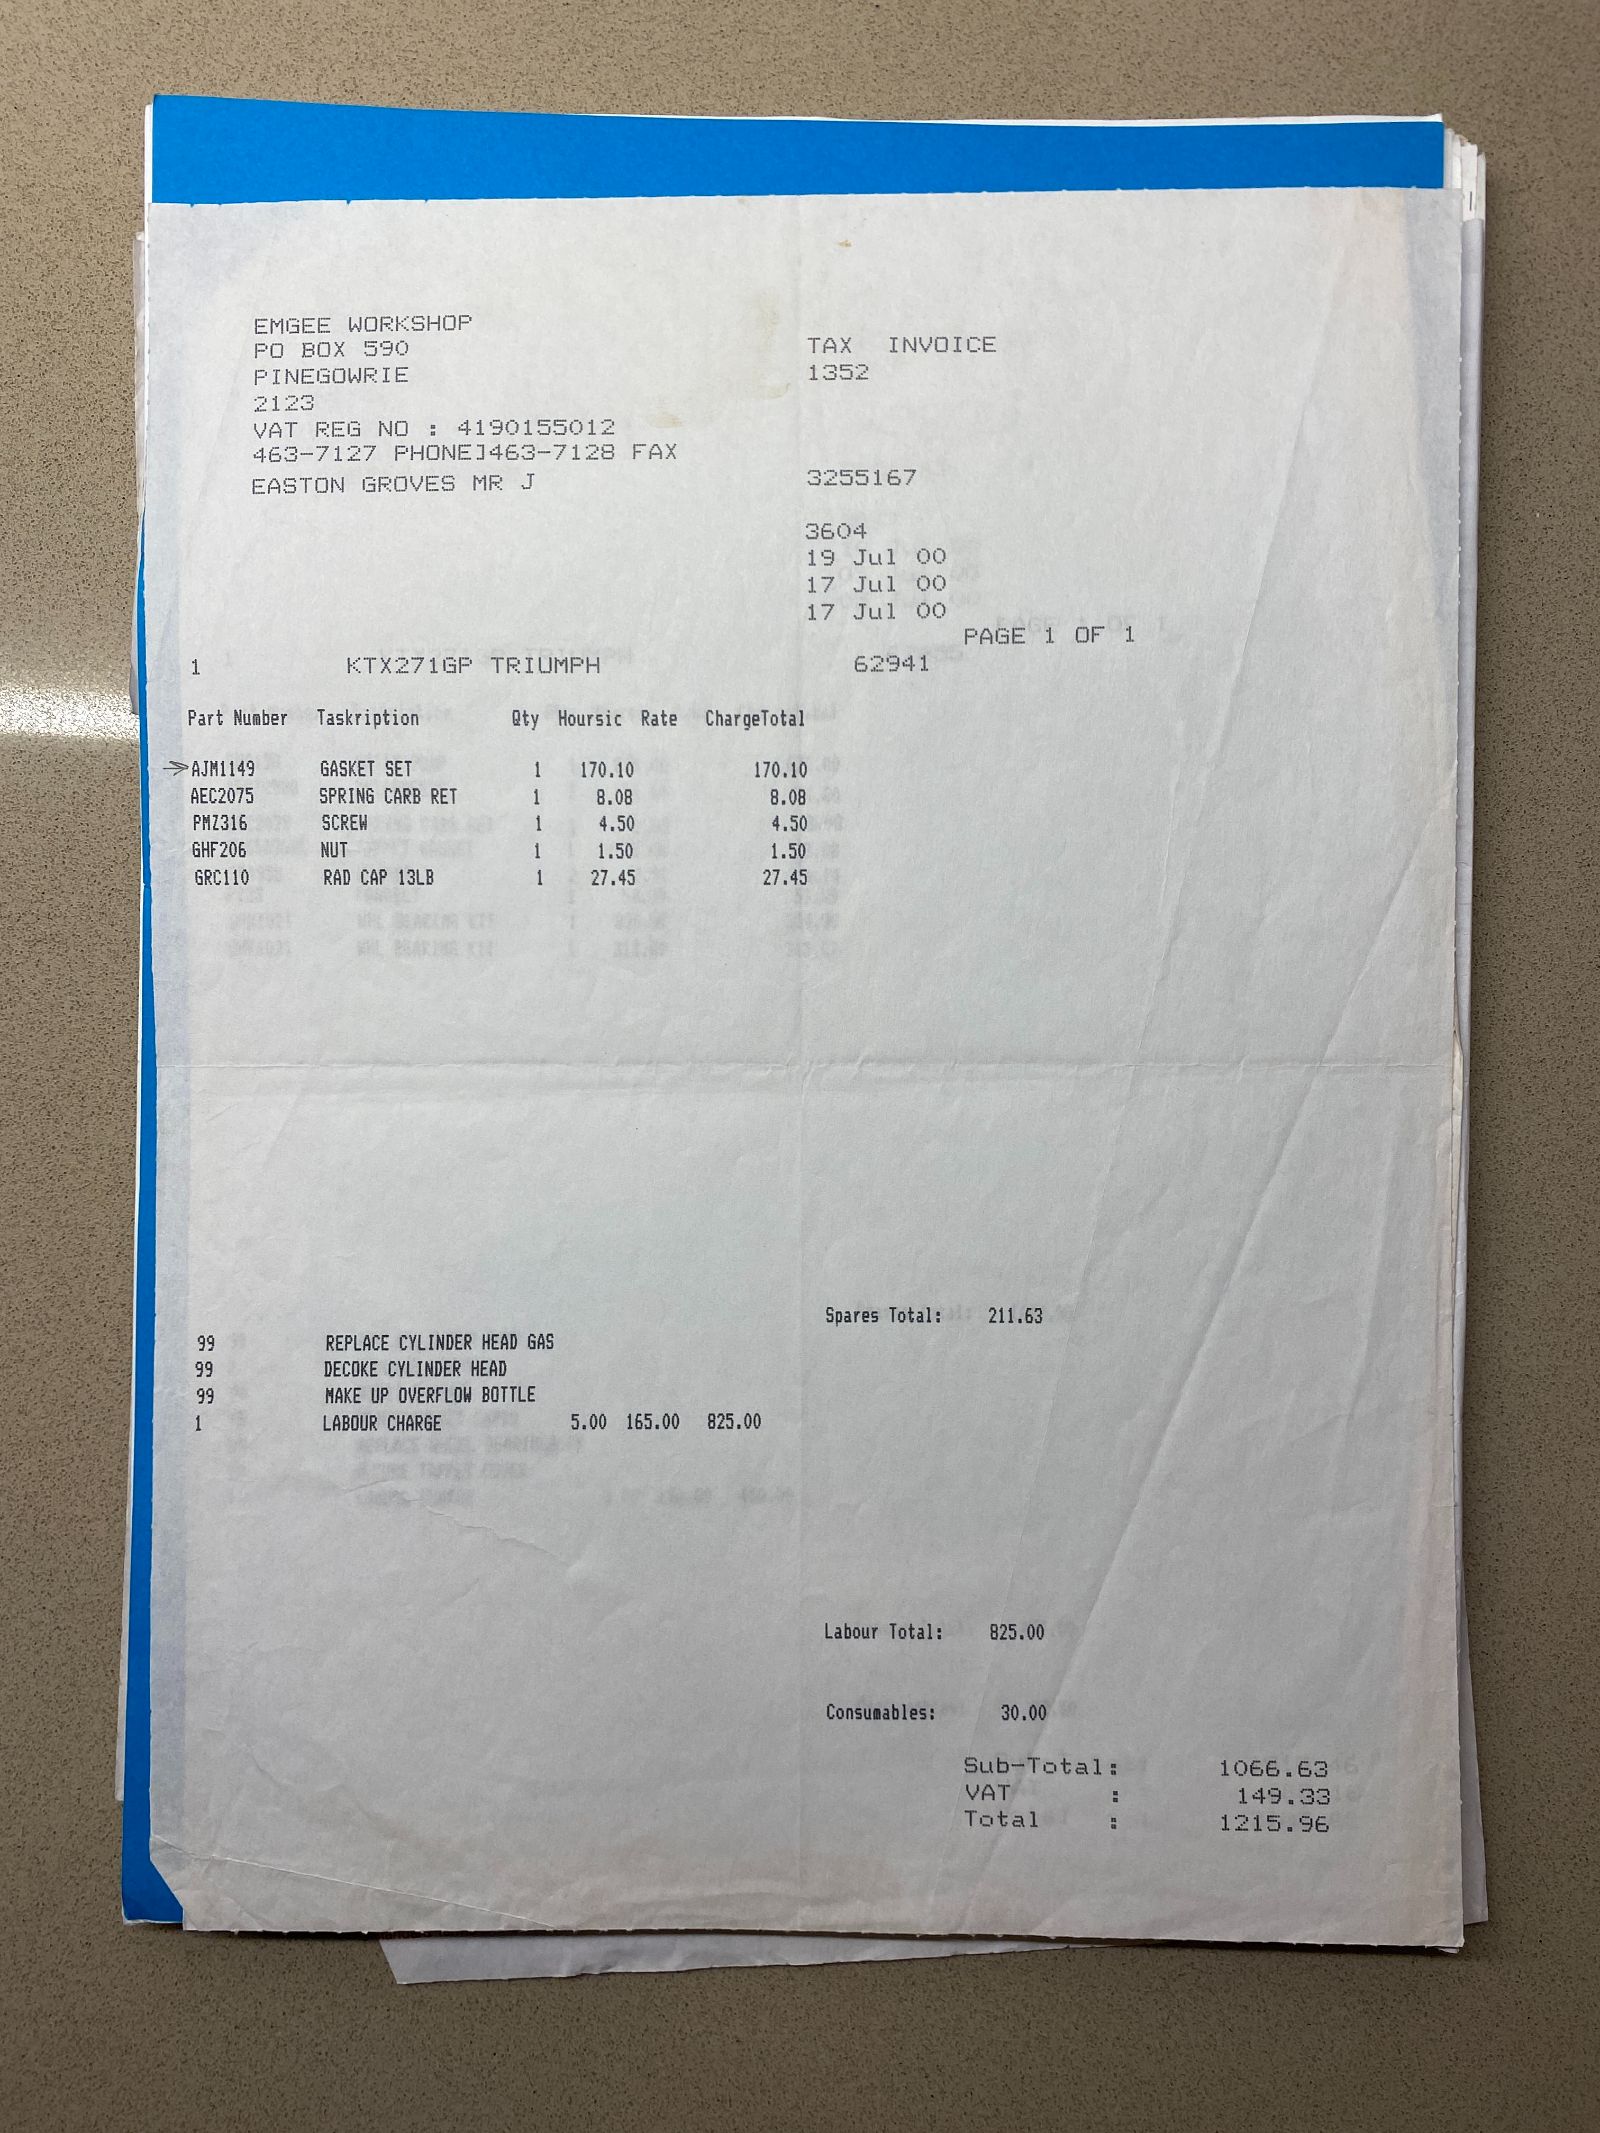 EMGEE WORKSHOP
PO BOX 590
PINEGOWRIE
2123
VAT REG NO : 4190155012
463-7127 PHONE]463-7128 FAX
EASTON GROVES MR J
TAX INVOICE
1352
3255167
3604
19 Jul 00
17 Jul 00
17 Jul 00
PAGE 1 OF 1
1 KTX271GP TRIUMPH 62941
Part Number Taskription Qty Hoursic Rate ChargeTotal
AJM1149 GASKET SET 1 170.10 170.10
AEC2075 SPRING CARB RET 1 8.08 8.08
PMZ316 SCREW 1 4.50 4.50
GHF206 NUT 1 1.50 1.50
GRC110 RAD CAP 13LB 1 27.45 27.45
Spares Total: 211.63
99 REPLACE CYLINDER HEAD GAS
99 DECOKE CYLINDER HEAD
99 MAKE UP OVERFLOW BOTTLE
1 LABOUR CHARGE 5.00 165.00 825.00
Labour Total: 825.00
Consumables: 30.00
Sub-Total: 1066.63
VAT : 149.33
Total : 1215.96